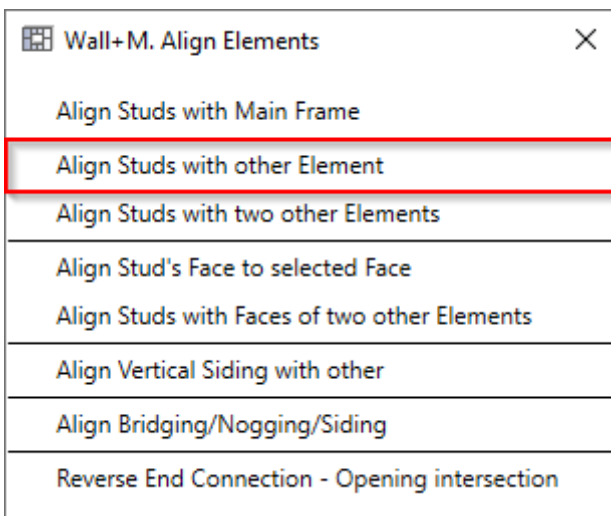 Wall+M. Align Elements
Align Studs with Main Frame
Align Studs with other Element
Align Studs with two other Elements
Align Stud's Face to selected Face
Align Studs with Faces of two other Elements
Align Vertical Siding with other
Align Bridging/Nogging/Siding
Reverse End Connection - Opening intersection